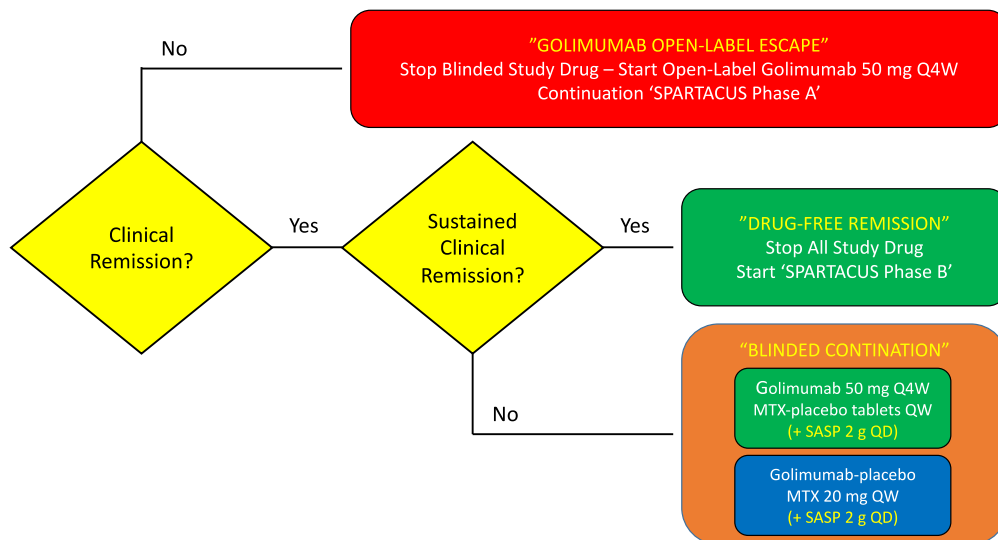 No
”GOLIMUMAB OPEN-LABEL ESCAPE”
Stop Blinded Study Drug – Start Open-Label Golimumab 50 mg Q4W
Continuation ‘SPARTACUS Phase A’
Clinical
Remission?
Yes
Sustained
Clinical
Remission?
Yes
”DRUG-FREE REMISSION”
Stop All Study Drug
Start ‘SPARTACUS Phase B’
No
“BLINDED CONTINATION”
Golimumab 50 mg Q4W
MTX-placebo tablets QW
(+ SASP 2 g QD)
Golimumab-placebo
MTX 20 mg QW
(+ SASP 2 g QD)